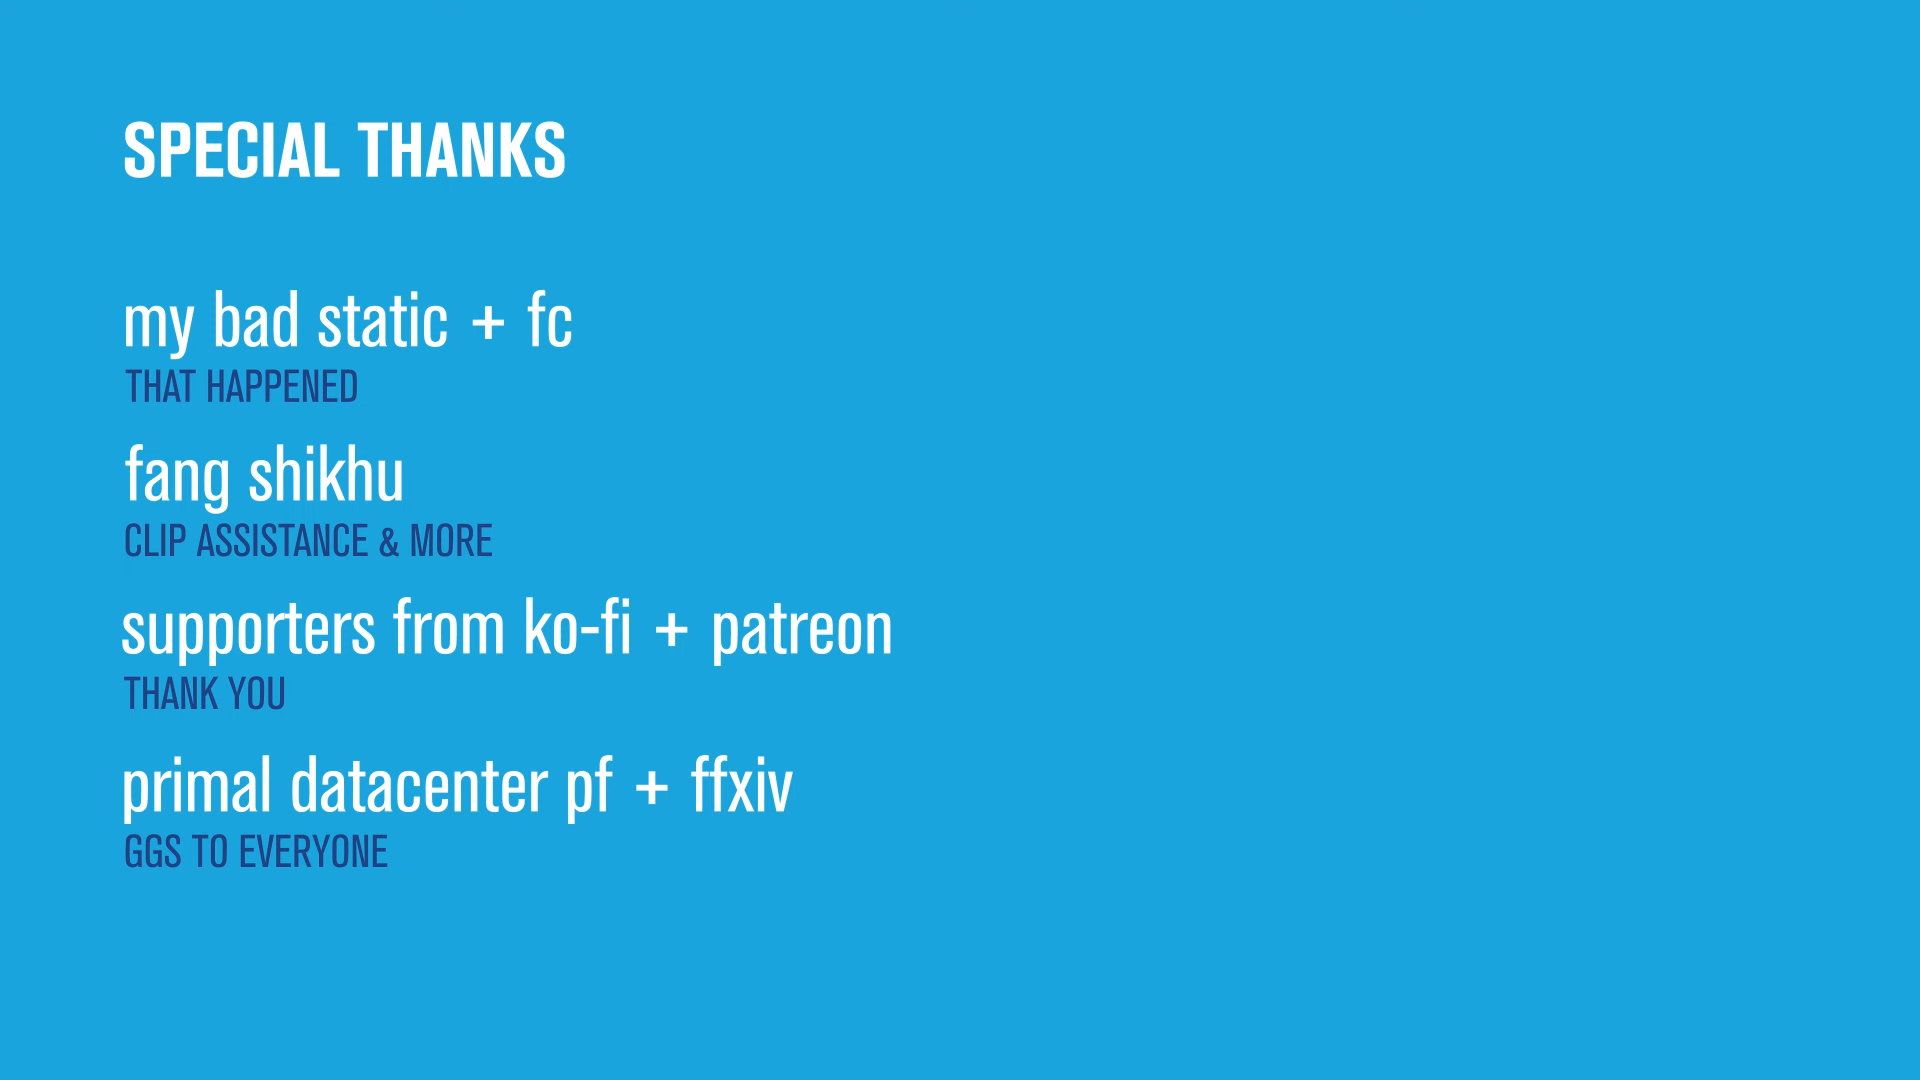 SPECIAL THANKS
my bad static + fc
THAT HAPPENED
fang shikhu
CLIP ASSISTANCE & MORE
supporters from ko-fi + patreon
THANK YOU
primal datacenter pf + ffxiv
GGS TO EVERYONE